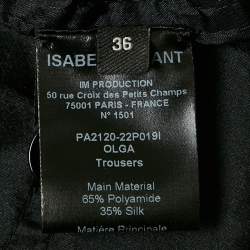 36
ISABEL ANT
IM PRODUCTION
50 rue Croix des Petits Champs
75001 PARIS - FRANCE
N° 1501
PA2120-22P019I
OLGA
Trousers
Main Material
65% Polyamide
35% Silk
Matière Principale